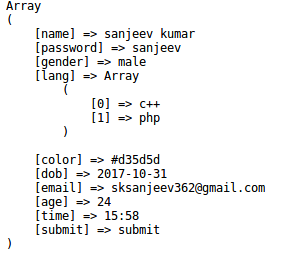 Array
(
    [name] => sanjeev kumar
    [password] => sanjeev
    [gender] => male
    [lang] => Array
        (
            [0] => c++
            [1] => php
        )

    [color] => #d35d5d
    [dob] => 2017-10-31
    [email] => sksanjeev362@gmail.com
    [age] => 24
    [time] => 15:58
    [submit] => submit
)